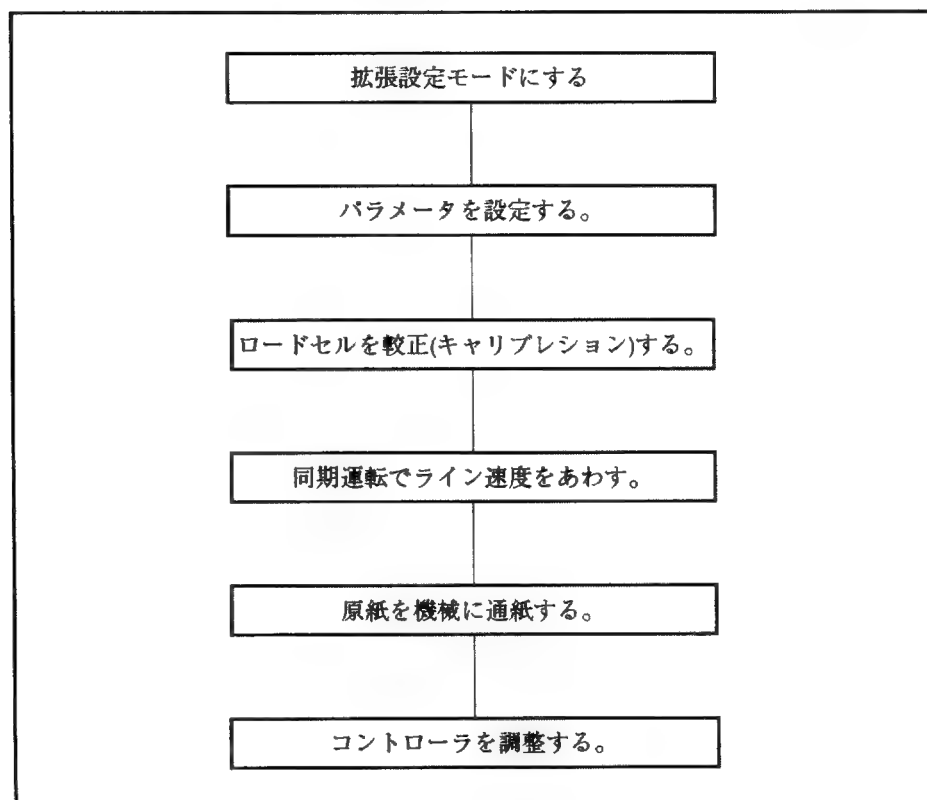 拡張設定モードにする
パラメータを設定する。
ロードセルを較正(キャリブレション)する。
同期運転でライン速度をあわす。
原紙を機械に通紙する。
コントローラを調整する。